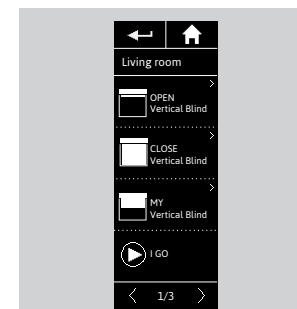 Living room
OPEN
Vertical Blind
CLOSE
Vertical Blind
MY
Vertical Blind
I GO
1/3